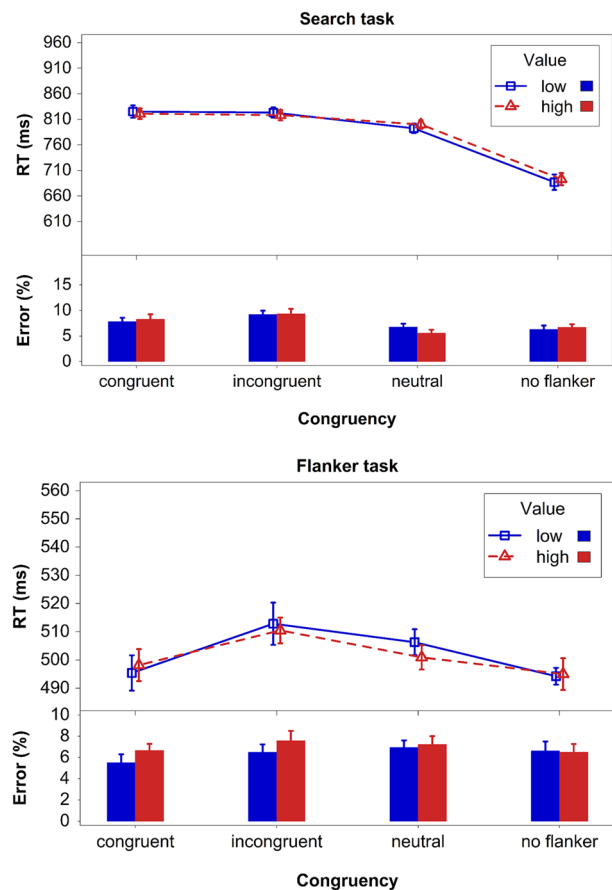 Search task
960
910
860
810
760
710
660
610
RT (ms)
Value
low
high
15
10
5
0
Error (%)
congruent incongruent neutral no flanker
Congruency
Flanker task
560
550
540
530
520
510
500
490
RT (ms)
Value
low
high
10
8
6
4
2
0
Error (%)
congruent incongruent neutral no flanker
Congruency